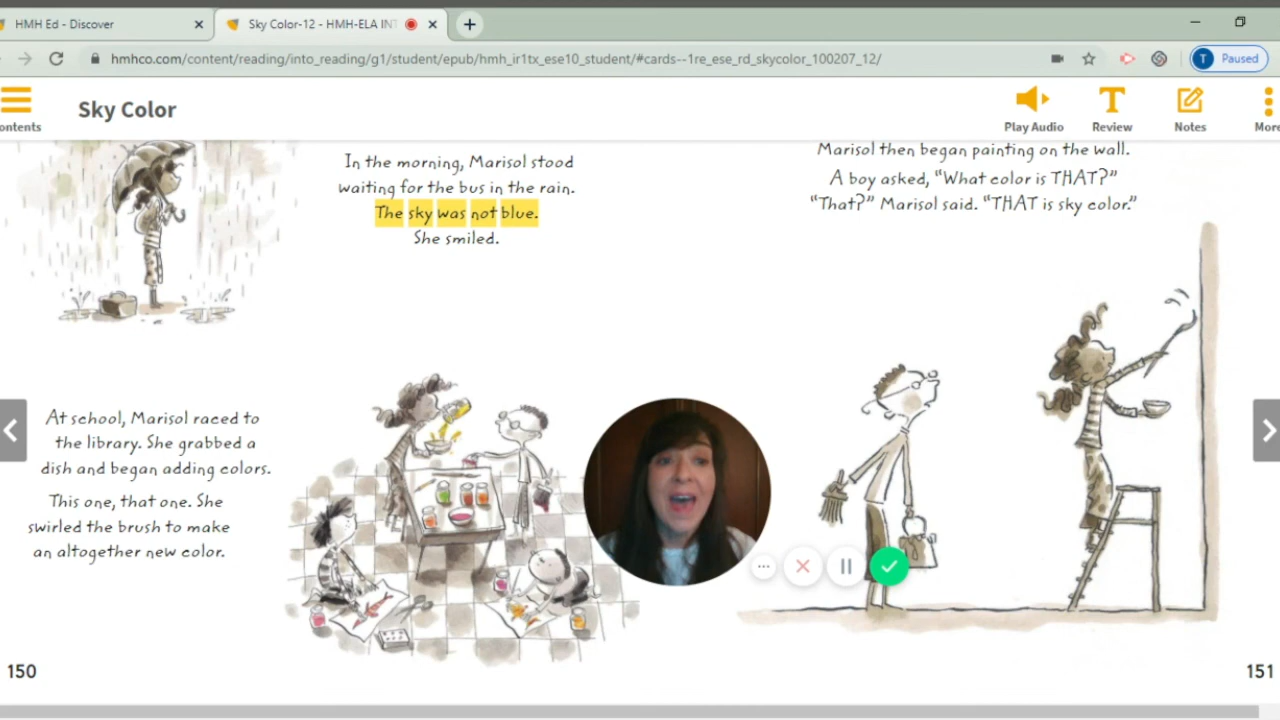 HMH Ed - Discover
Sky Color-12 - HMH-ELA INT
hmhco.com/content/reading/into_reading/g1/student/epub/hmh_ir1tx_ese10_student/#cards--1re_ese_rd_skycolor_100207_12/
T Paused
ontents
Sky Color
Play Audio
T
Review
Notes
More
In the morning, Marisol stood
waiting for the bus in the rain.
The sky was not blue.
She smiled.
At school, Marisol raced to
the library. She grabbed a
dish and began adding colors.
This one, that one. She
swirled the brush to make
an altogether new color.
150
Marisol then began painting on the wall.
A boy asked, “What color is THAT?”
“That?” Marisol said. “THAT is sky color.”
151